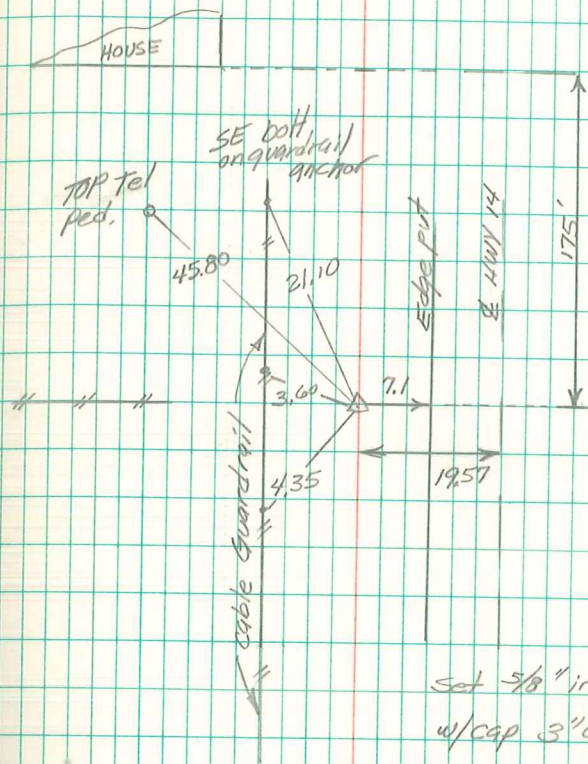 HOUSE
SE bolt
on guardrail
anchor
TOP Tel
Ped.
45.80
21.10
Edge pvt
℄ HWY 14
175'
3.60
7.1
4.35
19.57
Cable Guardrail
Set 5/8" ir
w/cap 3"